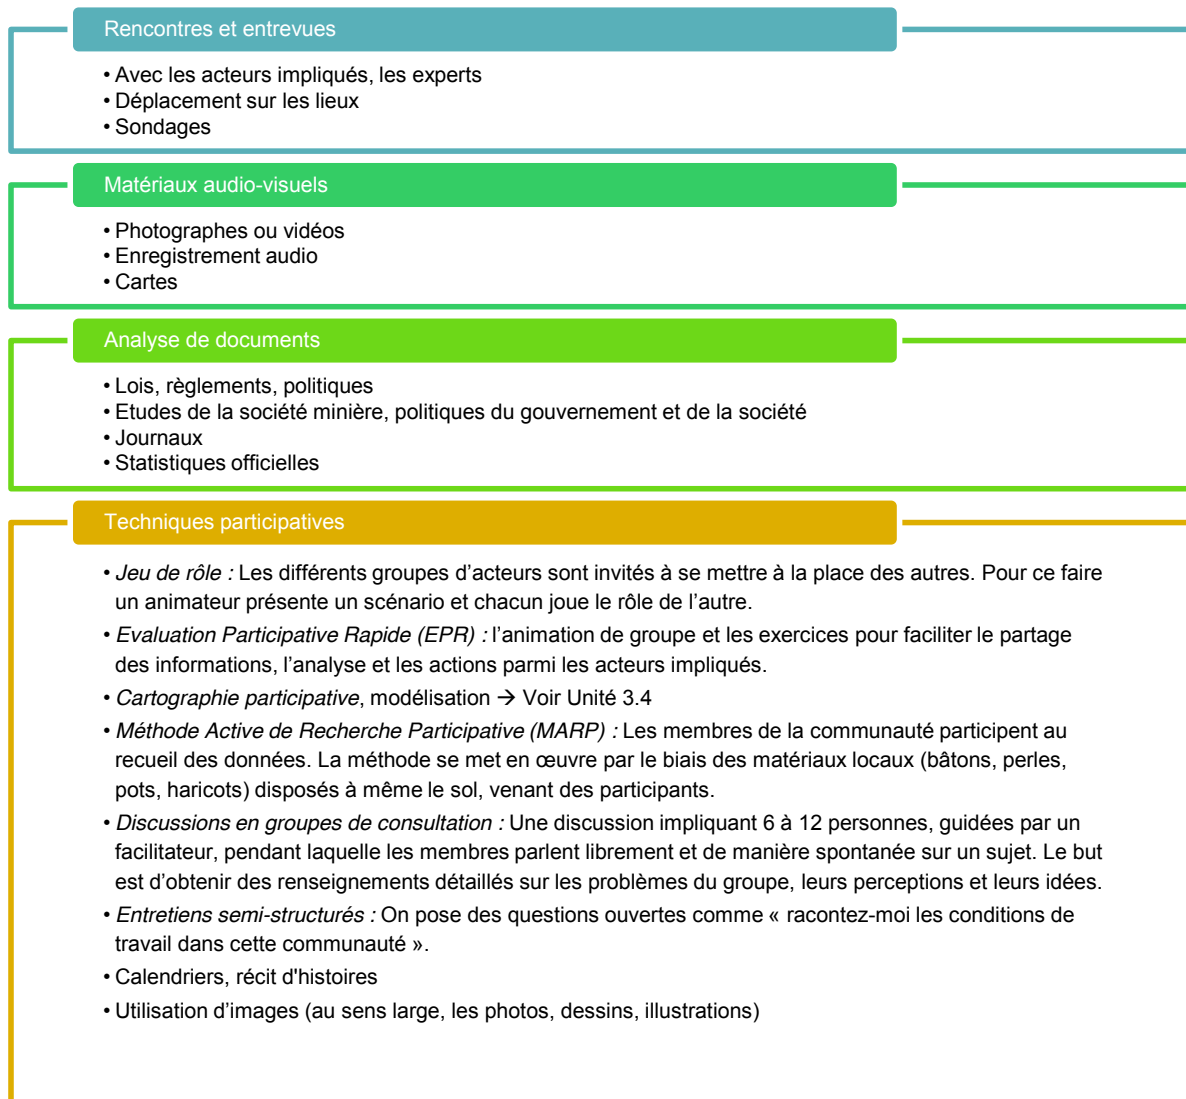 Rencontres et entrevues
• Avec les acteurs impliqués, les experts
• Déplacement sur les lieux
• Sondages
Matériaux audio-visuels
• Photographes ou vidéos
• Enregistrement audio
• Cartes
Analyse de documents
• Lois, règlements, politiques
• Etudes de la société minière, politiques du gouvernement et de la société
• Journaux
• Statistiques officielles
Techniques participatives
• Jeu de rôle : Les différents groupes d’acteurs sont invités à se mettre à la place des autres. Pour ce faire
un animateur présente un scénario et chacun joue le rôle de l’autre.
• Evaluation Participative Rapide (EPR) : l’animation de groupe et les exercices pour faciliter le partage
des informations, l’analyse et les actions parmi les acteurs impliqués.
• Cartographie participative, modélisation → Voir Unité 3.4
• Méthode Active de Recherche Participative (MARP) : Les membres de la communauté participent au
recueil des données. La méthode se met en œuvre par le biais des matériaux locaux (bâtons, perles,
pots, haricots) disposés à même le sol, venant des participants.
• Discussions en groupes de consultation : Une discussion impliquant 6 à 12 personnes, guidées par un
facilitateur, pendant laquelle les membres parlent librement et de manière spontanée sur un sujet. Le but
est d’obtenir des renseignements détaillés sur les problèmes du groupe, leurs perceptions et leurs idées.
• Entretiens semi-structurés : On pose des questions ouvertes comme « racontez-moi les conditions de
travail dans cette communauté ».
• Calendriers, récit d'histoires
• Utilisation d’images (au sens large, les photos, dessins, illustrations)